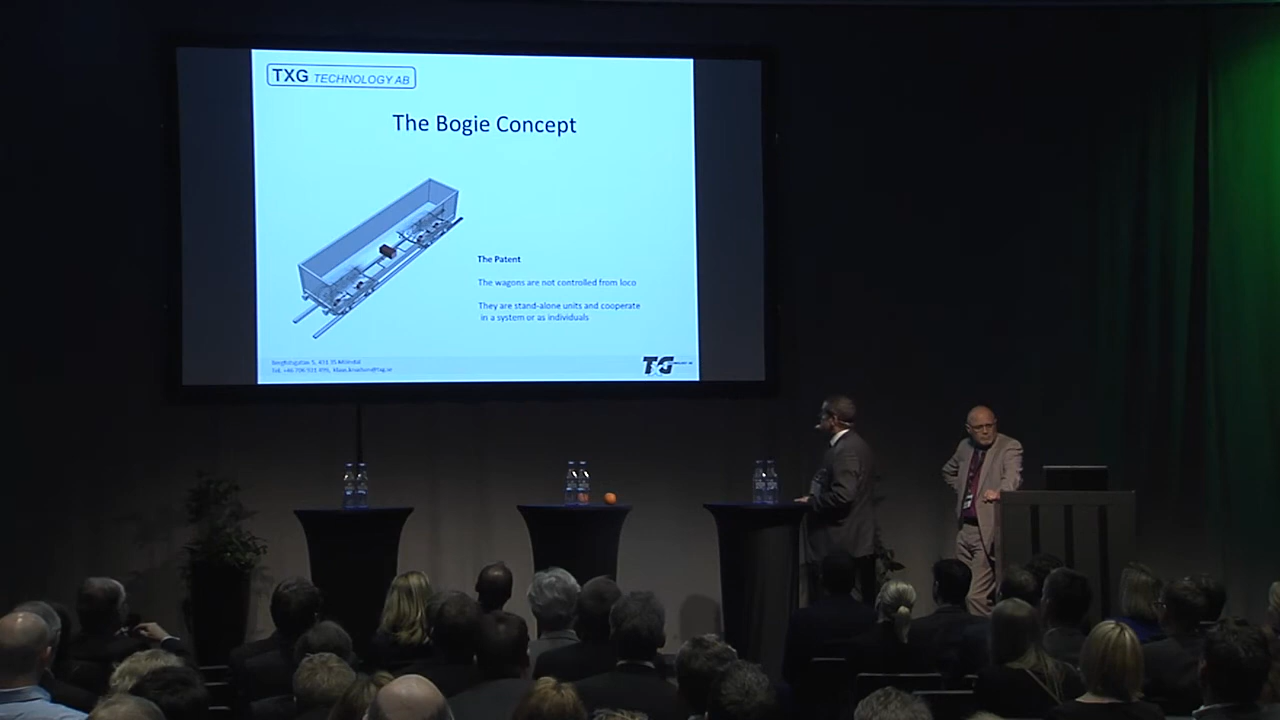 TXG TECHNOLOGY AB
The Bogie Concept
The Patent
The wagons are not controlled from loco
They are stand-alone units and cooperate
in a system or as individuals
TXG